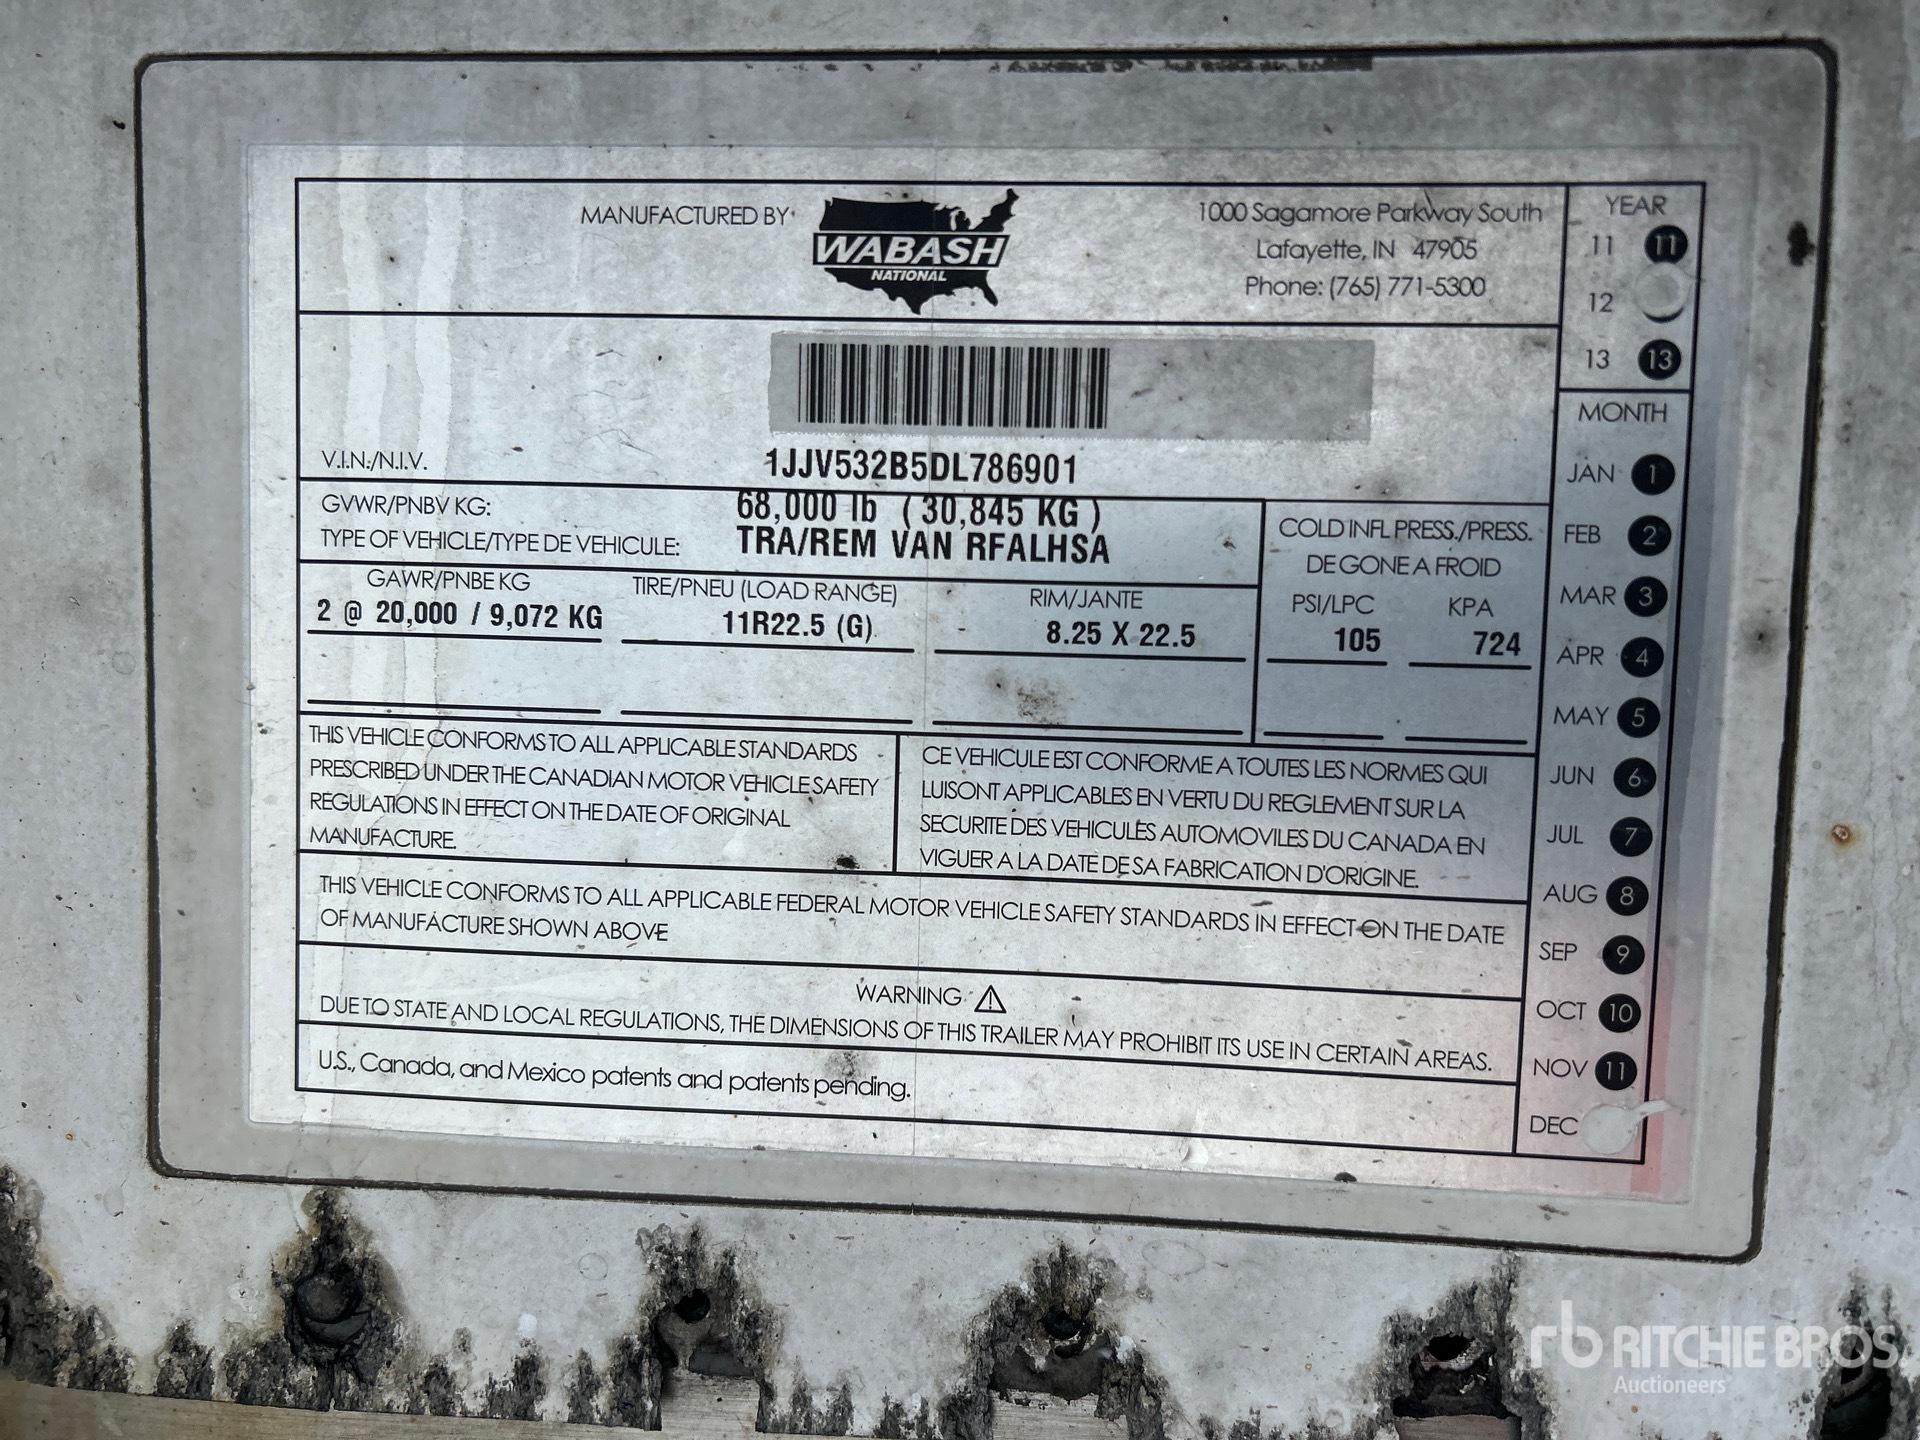 MANUFACTURED BY
WABASH
NATIONAL
1000 Sagamore Parkway South
Lafayette, IN 47905
Phone: (765) 771-5300
YEAR
11 11
12
13 13
V.I.N./N.I.V. 1JJV532B5DL786901
GVWR/PNBV KG: 68,000 lb ( 30,845 KG )
TYPE OF VEHICLE/TYPE DE VEHICULE: TRA/REM VAN RFALHSA
GAWR/PNBE KG TIRE/PNEU (LOAD RANGE) RIM/JANTE
2 @ 20,000 / 9,072 KG 11R22.5 (G) 8.25 X 22.5
COLD INFL PRESS./PRESS.
DE GONE A FROID
PSI/LPC KPA
105 724
THIS VEHICLE CONFORMS TO ALL APPLICABLE STANDARDS
PRESCRIBED UNDER THE CANADIAN MOTOR VEHICLE SAFETY
REGULATIONS IN EFFECT ON THE DATE OF ORIGINAL
MANUFACTURE.
CE VEHICULE EST CONFORME A TOUTES LES NORMES QUI
LUISONT APPLICABLES EN VERTU DU REGLEMENT SUR LA
SECURITE DES VEHICULES AUTOMOVILES DU CANADA EN
VIGUER A LA DATE DE SA FABRICATION D'ORIGINE.
THIS VEHICLE CONFORMS TO ALL APPLICABLE FEDERAL MOTOR VEHICLE SAFETY STANDARDS IN EFFECT ON THE DATE
OF MANUFACTURE SHOWN ABOVE
WARNING
DUE TO STATE AND LOCAL REGULATIONS, THE DIMENSIONS OF THIS TRAILER MAY PROHIBIT ITS USE IN CERTAIN AREAS.
U.S., Canada, and Mexico patents and patents pending.
MONTH
JAN 1
FEB 2
MAR 3
APR 4
MAY 5
JUN 6
JUL 7
AUG 8
SEP 9
OCT 10
NOV 11
DEC
rb RITCHIE BROS.
Auctioneers